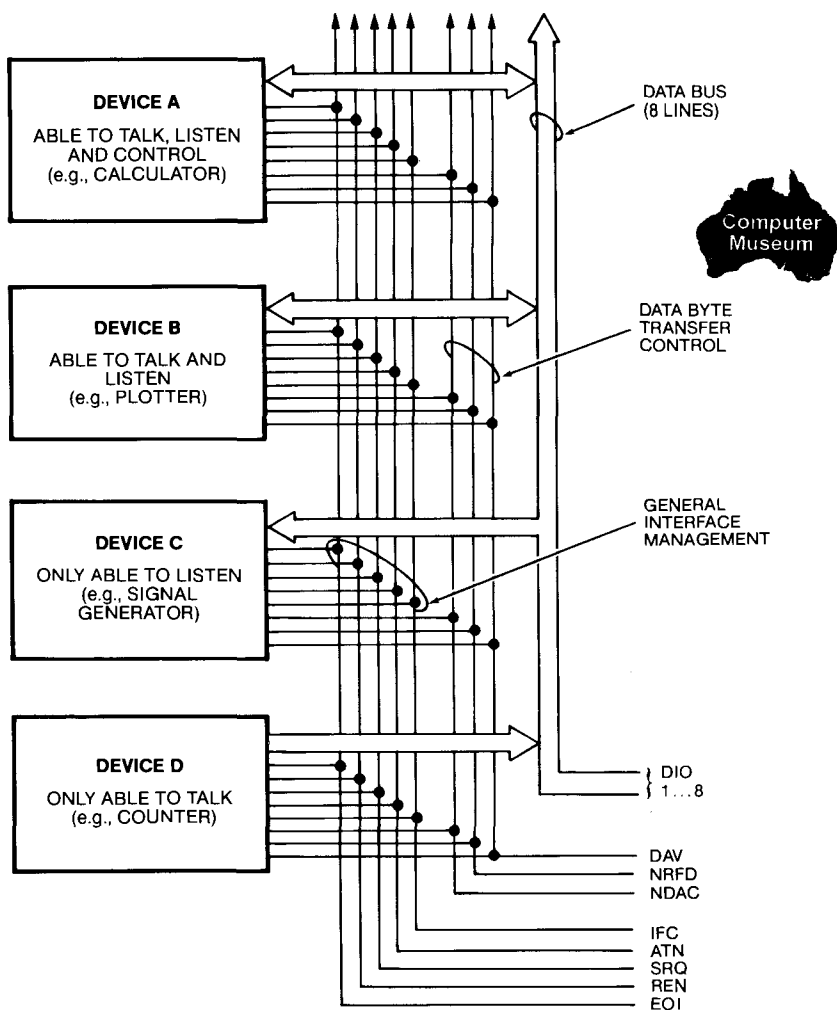 DEVICE A
ABLE TO TALK, LISTEN
AND CONTROL
(e.g., CALCULATOR)
DATA BUS
(8 LINES)
Computer
Museum
DEVICE B
ABLE TO TALK AND
LISTEN
(e.g., PLOTTER)
DATA BYTE
TRANSFER
CONTROL
DEVICE C
ONLY ABLE TO LISTEN
(e.g., SIGNAL
GENERATOR)
GENERAL
INTERFACE
MANAGEMENT
DEVICE D
ONLY ABLE TO TALK
(e.g., COUNTER)
DIO
1...8
DAV
NRFD
NDAC
IFC
ATN
SRQ
REN
EOI